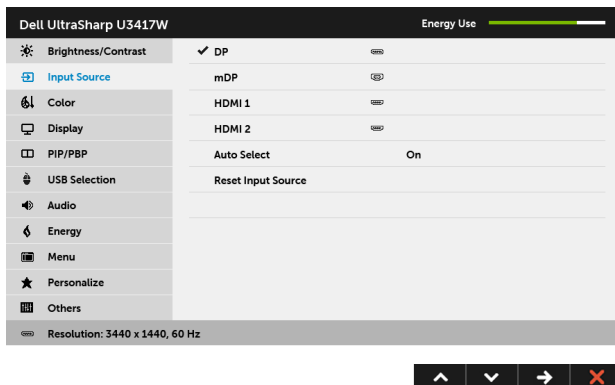 Dell UltraSharp U3417W
Energy Use
Brightness/Contrast
DP
Input Source
mDP
Color
HDMI 1
Display
HDMI 2
PIP/PBP
Auto Select On
USB Selection
Reset Input Source
Audio
Energy
Menu
Personalize
Others
Resolution: 3440 x 1440, 60 Hz